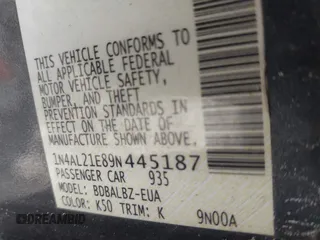 THIS VEHICLE CONFORMS TO
ALL APPLICABLE FEDERAL
MOTOR VEHICLE SAFETY,
BUMPER, AND THEFT
PREVENTION STANDARDS IN
EFFECT ON THE DATE OF
MANUFACTURE SHOWN ABOVE.
1N4AL21E89N445187
PASSENGER CAR 935
MODEL: BDBALBZ-EUA
COLOR: K50 TRIM: K 9N00A
DREAMBID